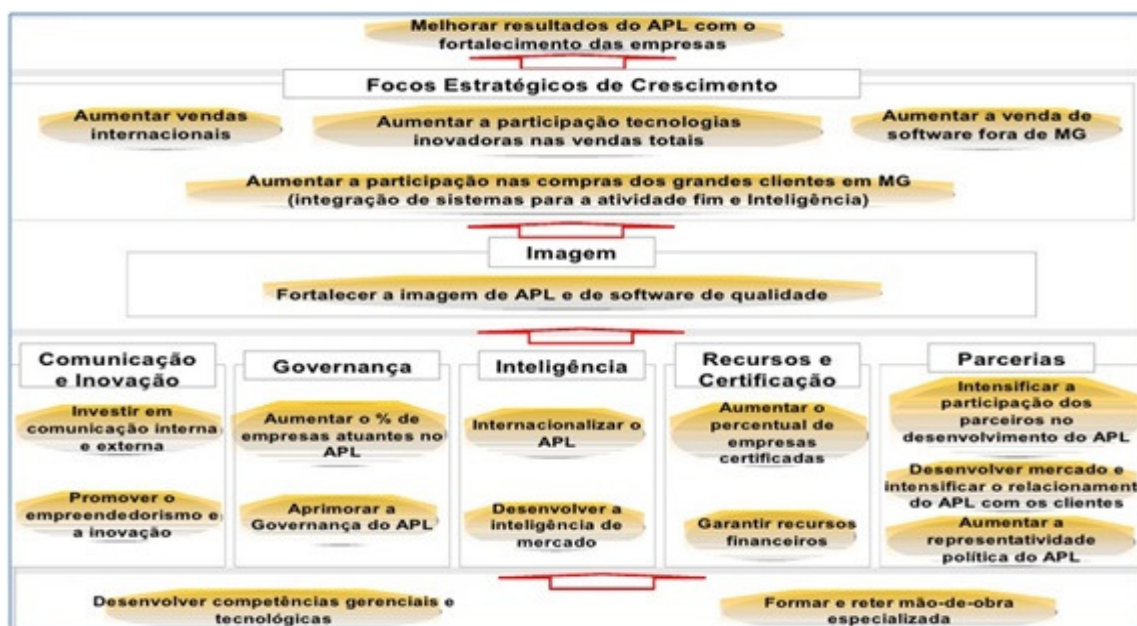 Melhorar resultados do APL com o
fortalecimento das empresas
Focos Estratégicos de Crescimento
Aumentar vendas
internacionais
Aumentar a participação tecnologias
inovadoras nas vendas totais
Aumentar a venda de
software fora de MG
Aumentar a participação nas compras dos grandes clientes em MG
(integração de sistemas para a atividade fim e Inteligência)
Imagem
Fortalecer a imagem de APL e de software de qualidade
Comunicação
e Inovação
Investir em
comunicação interna
e externa
Promover o
empreendedorismo e
a inovação
Governança
Aumentar o % de
empresas atuantes no
APL
Aprimorar a
Governança do APL
Inteligência
Internacionalizar o
APL
Desenvolver a
inteligência de
mercado
Recursos e
Certificação
Aumentar o
percentual de
empresas
certificadas
Garantir recursos
financeiros
Parcerias
Intensificar a
participação dos
parceiros no
desenvolvimento do APL
Desenvolver mercado e
intensificar o relacionament
do APL com os clientes
Aumentar a
representatividade
política do APL
Desenvolver competências gerenciais e
tecnológicas
Formar e reter mão-de-obra
especializada